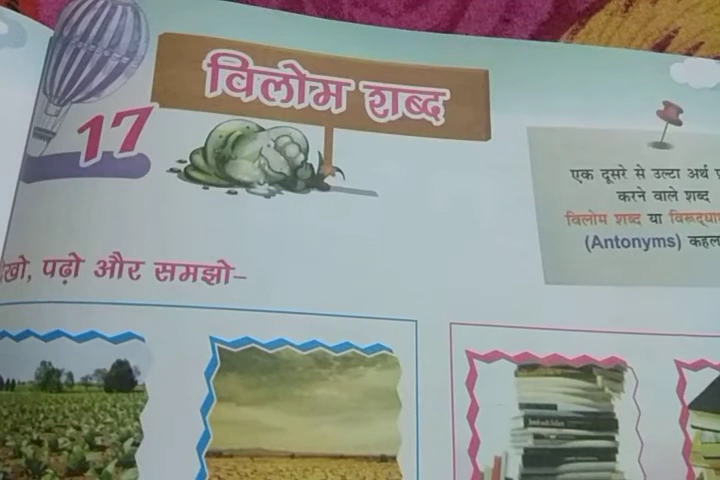 विलोम शब्द
17
एक दूसरे से उल्टा अर्थ
करने वाले शब्द
विलोम शब्द या
(Antonyms)
पढ़ो और समझो–